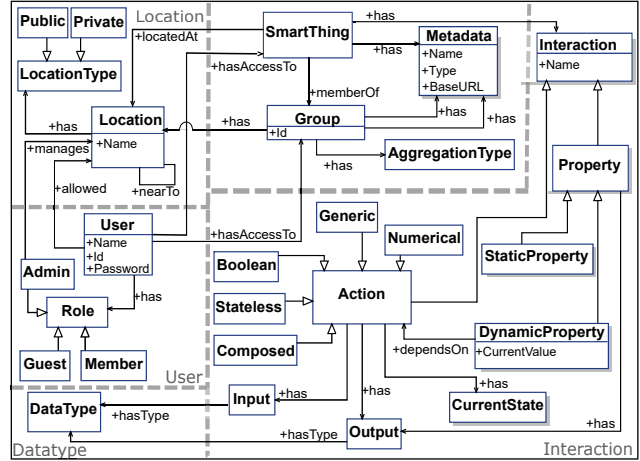 Public
Private
Location
+has
SmartThing
+has
+has
Metadata
+Name
+Type
+BaseURL
Interaction
+Name
+locatedAt
LocationType
+hasAccessTo
+memberOf
+has
+has
+has
Location
+Name
+has
Group
+Id
+manages
+has
AggregationType
Property
+nearTo
+allowed
User
+Name
+Id
+Password
+hasAccessTo
Generic
Numerical
StaticProperty
Boolean
Admin
Action
Stateless
+has
Role
DynamicProperty
+CurrentValue
Composed
+dependsOn
Guest
Member
User
+has
+has
+has
+has
DataType
+hasType
Input
CurrentState
+hasType
Output
Datatype
Interaction